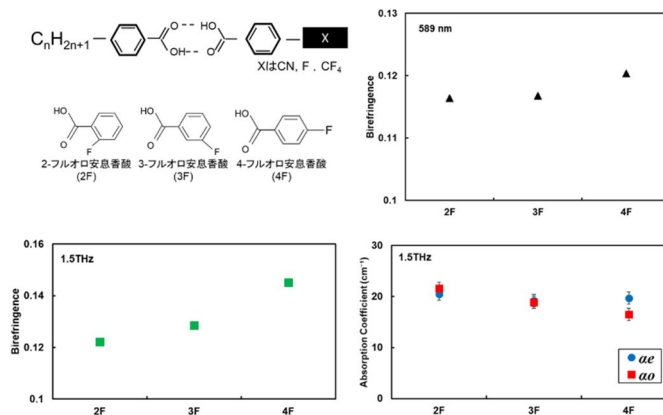 CnH2n+1
O
OH
HO
O
X
XはCN, F , CF4
HO
O
F
HO
O
F
HO
O
F
2-フルオロ安息香酸
(2F)
3-フルオロ安息香酸
(3F)
4-フルオロ安息香酸
(4F)
589 nm
Birefringence
0.13
0.12
0.11
0.1
2F 3F 4F
1.5THz
Birefringence
0.16
0.14
0.12
0.1
2F 3F 4F
1.5THz
Absorption Coefficient (cm⁻¹)
30
20
10
0
2F 3F 4F
αe
αo